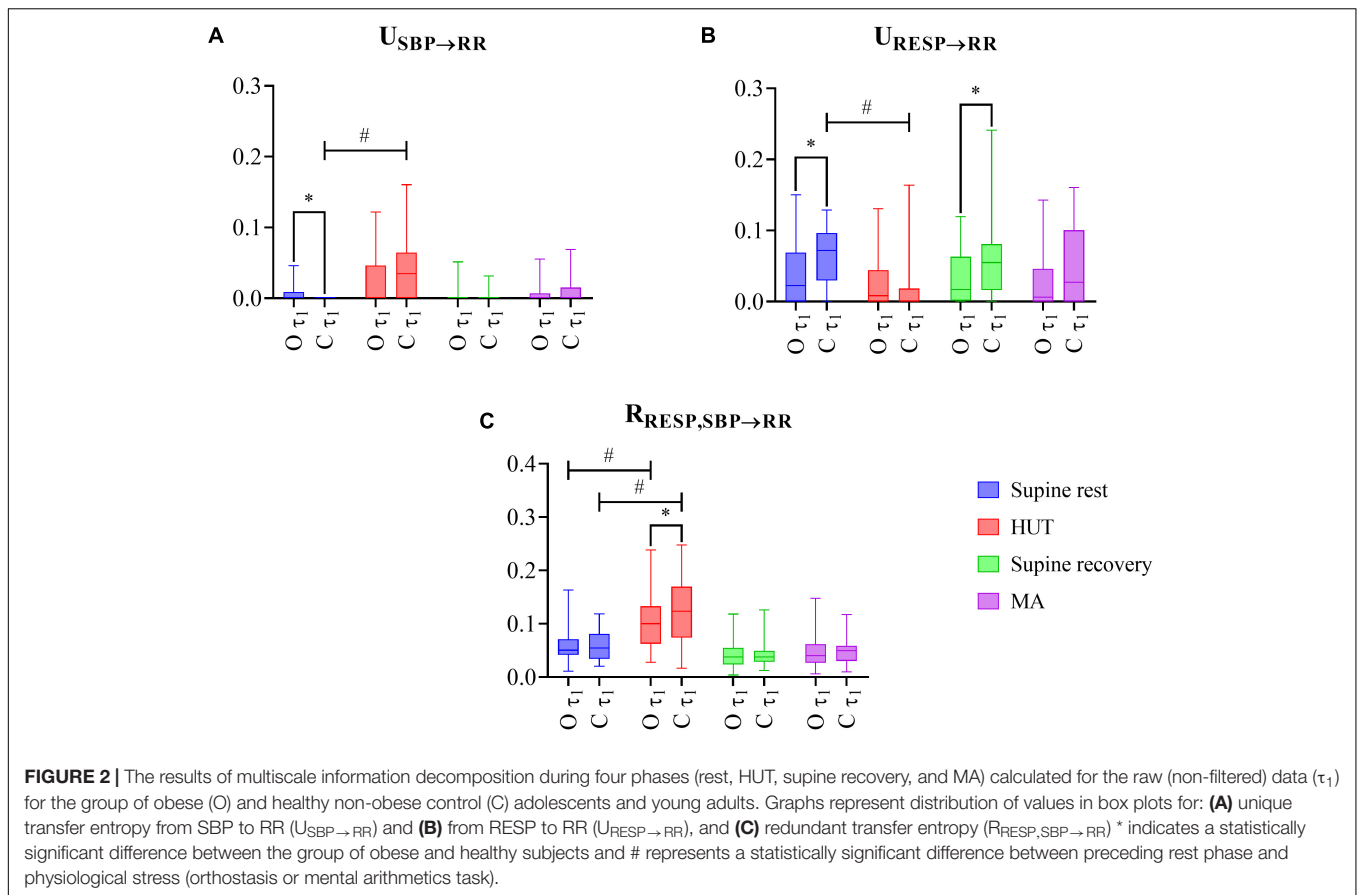 A
U_SBP→RR
0.3
0.2
0.1
0.0
#
*
O τ1
C τ1
O τ1
C τ1
O τ1
C τ1
O τ1
C τ1
B
U_RESP→RR
0.3
0.2
0.1
0.0
*
#
*
O τ1
C τ1
O τ1
C τ1
O τ1
C τ1
O τ1
C τ1
C
R_RESP,SBP→RR
0.4
0.3
0.2
0.1
0.0
#
#
*
O τ1
C τ1
O τ1
C τ1
O τ1
C τ1
O τ1
C τ1
Supine rest
HUT
Supine recovery
MA
FIGURE 2 | The results of multiscale information decomposition during four phases (rest, HUT, supine recovery, and MA) calculated for the raw (non-filtered) data (τ1)
for the group of obese (O) and healthy non-obese control (C) adolescents and young adults. Graphs represent distribution of values in box plots for: (A) unique
transfer entropy from SBP to RR (U_SBP→RR) and (B) from RESP to RR (U_RESP→RR), and (C) redundant transfer entropy (R_RESP,SBP→RR) * indicates a statistically
significant difference between the group of obese and healthy subjects and # represents a statistically significant difference between preceding rest phase and
physiological stress (orthostasis or mental arithmetics task).